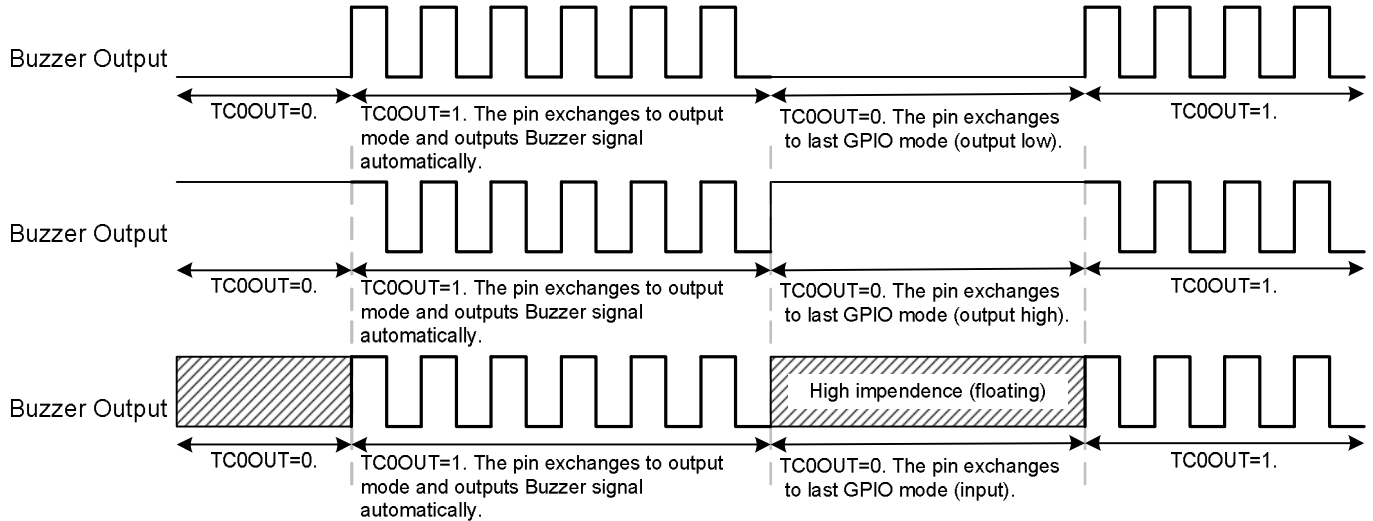 Buzzer Output
TC0OUT=0.
TC0OUT=1. The pin exchanges to output
mode and outputs Buzzer signal
automatically.
TC0OUT=0. The pin exchanges
to last GPIO mode (output low).
TC0OUT=1.
Buzzer Output
TC0OUT=0.
TC0OUT=1. The pin exchanges to output
mode and outputs Buzzer signal
automatically.
TC0OUT=0. The pin exchanges
to last GPIO mode (output high).
TC0OUT=1.
Buzzer Output
High impendence (floating)
TC0OUT=0.
TC0OUT=1. The pin exchanges to output
mode and outputs Buzzer signal
automatically.
TC0OUT=0. The pin exchanges
to last GPIO mode (input).
TC0OUT=1.